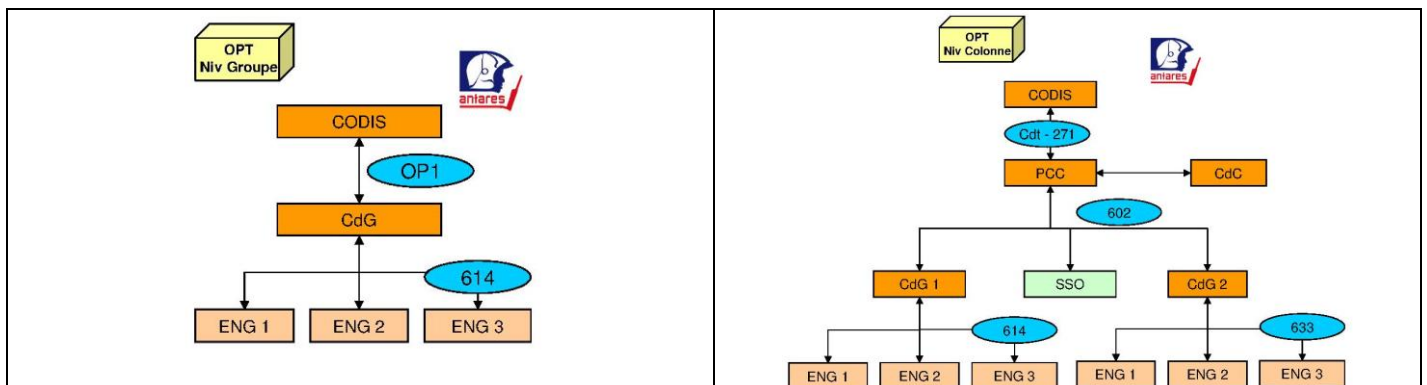 OPT
Niv Groupe
antares
CODIS
OP1
CdG
614
ENG 1
ENG 2
ENG 3
OPT
Niv Colonne
antares
CODIS
Cdt - 271
PCC
CdC
602
CdG 1
SSO
CdG 2
614
633
ENG 1
ENG 2
ENG 3
ENG 1
ENG 2
ENG 3